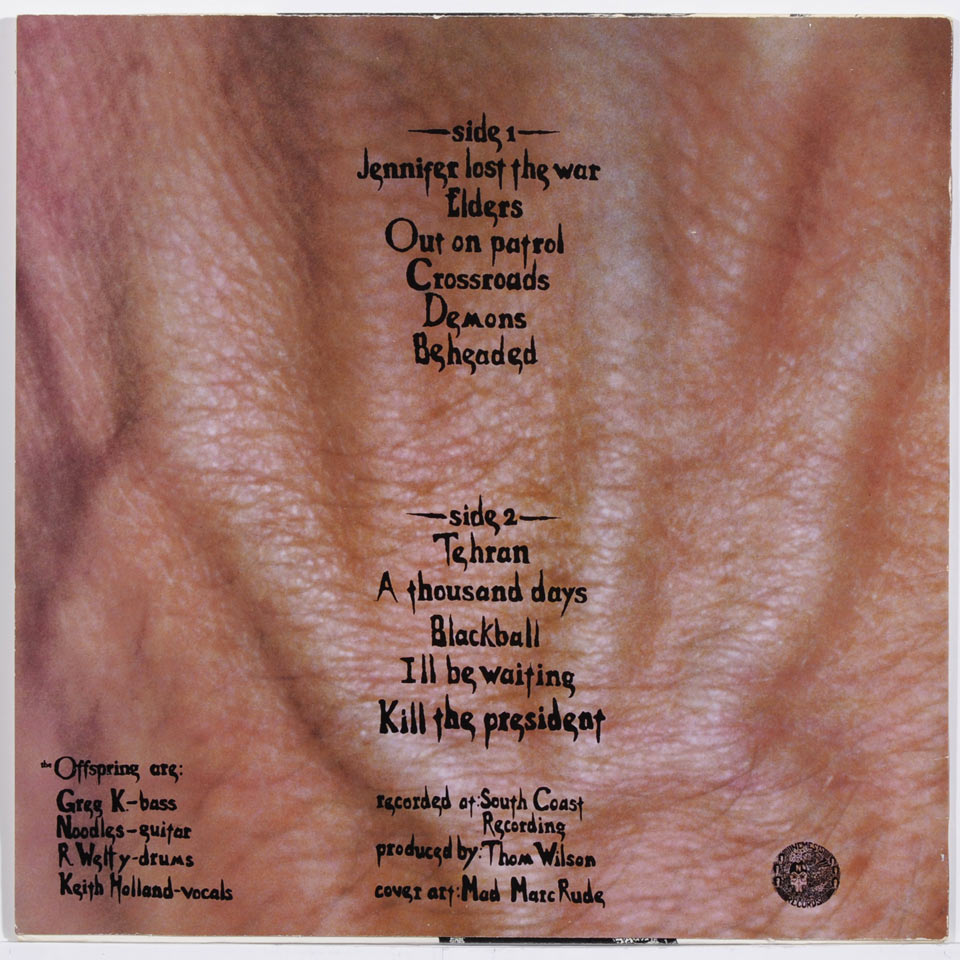 side 1
Jennifer lost the war
Elders
Out on patrol
Crossroads
Demons
Beheaded
side 2
Tehran
A thousand days
Blackball
I'll be waiting
Kill the president
the Offspring are:
Greg K.-bass
Noodles-guitar
R Welty-drums
Keith Holland-vocals
recorded at: South Coast
Recording
produced by: Thom Wilson
cover art: Mad Marc Rude
NEMESIS
RECORDS